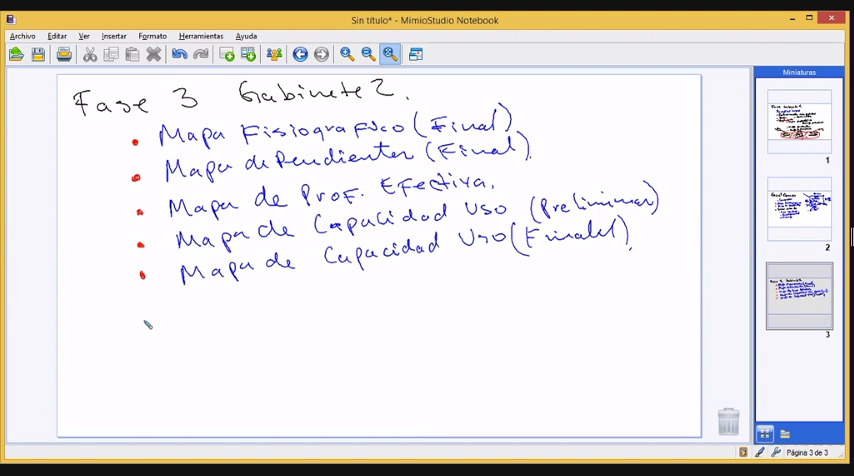 Sin título* - MimioStudio Notebook
Archivo Editar Ver Insertar Formato Herramientas Ayuda
Miniaturas
Fase 3 Gabinete 2.
• Mapa Fisiografico (Final)
• Mapa de Pendientes (Final).
• Mapa de Prof. Efectiva.
• Mapa de Capacidad Uso (Preliminar)
• Mapa de Capacidad Uso (Final).
1
2
3
Página 3 de 3